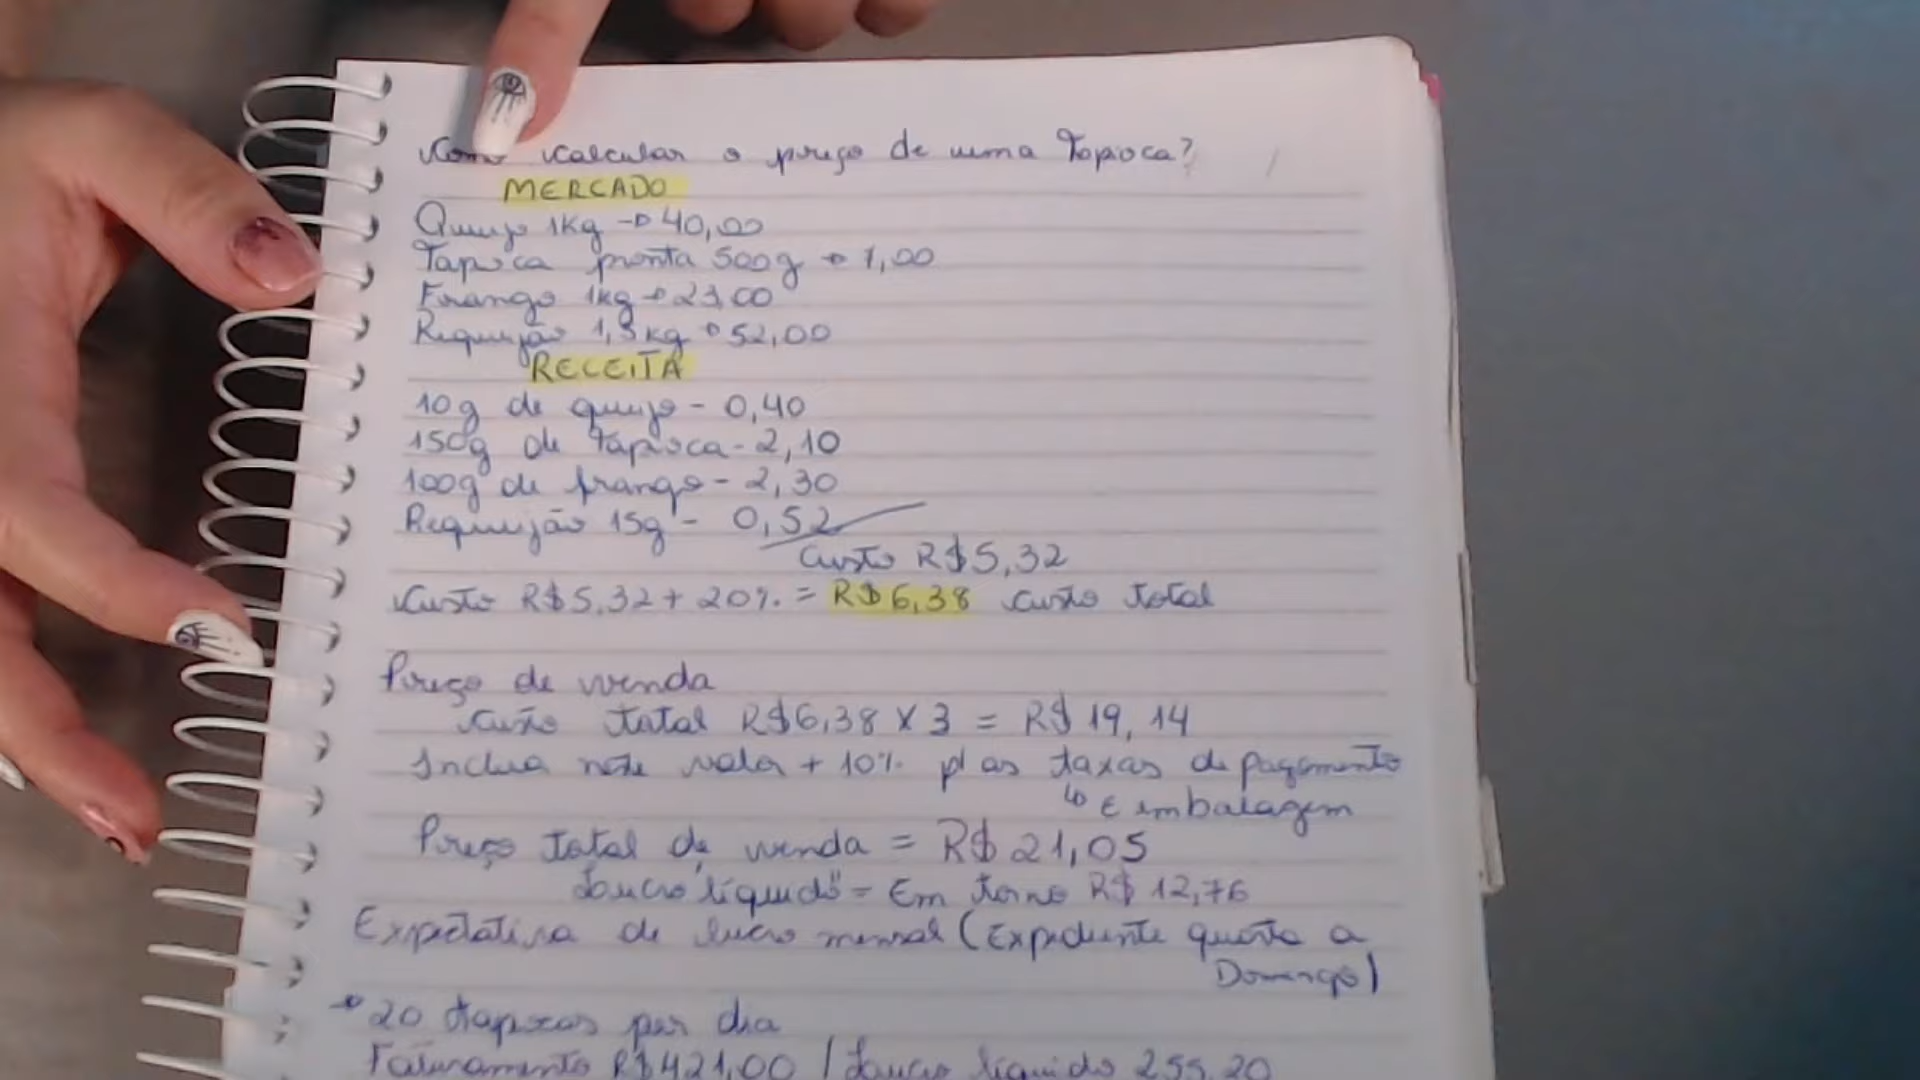 Como calcular o preço de uma Tapioca?
MERCADO
Queijo 1Kg → 40,00
Tapioca pronta 500g → 7,00
Frango 1kg → 23,00
Requeijão 1,5kg → 52,00
RECEITA
10g de queijo - 0,40
150g de Tapioca - 2,10
100g de frango - 2,30
Requeijão 15g - 0,52
Custo R$5,32
Custo R$5,32 + 20% = R$6,38 custo total
Preço de venda
Custo total R$6,38 X 3 = R$19,14
Inclua neste valor + 10% p/ as taxas de pagamento
↳ E embalagem
Preço total de venda = R$21,05
"Lucro líquido" = Em torno R$ 12,76
Expectativa de lucro mensal (Expediente quarta a
Domingo)
→ 20 tapiocas por dia
Faturamento R$421,00 / Lucro líquido 255,20